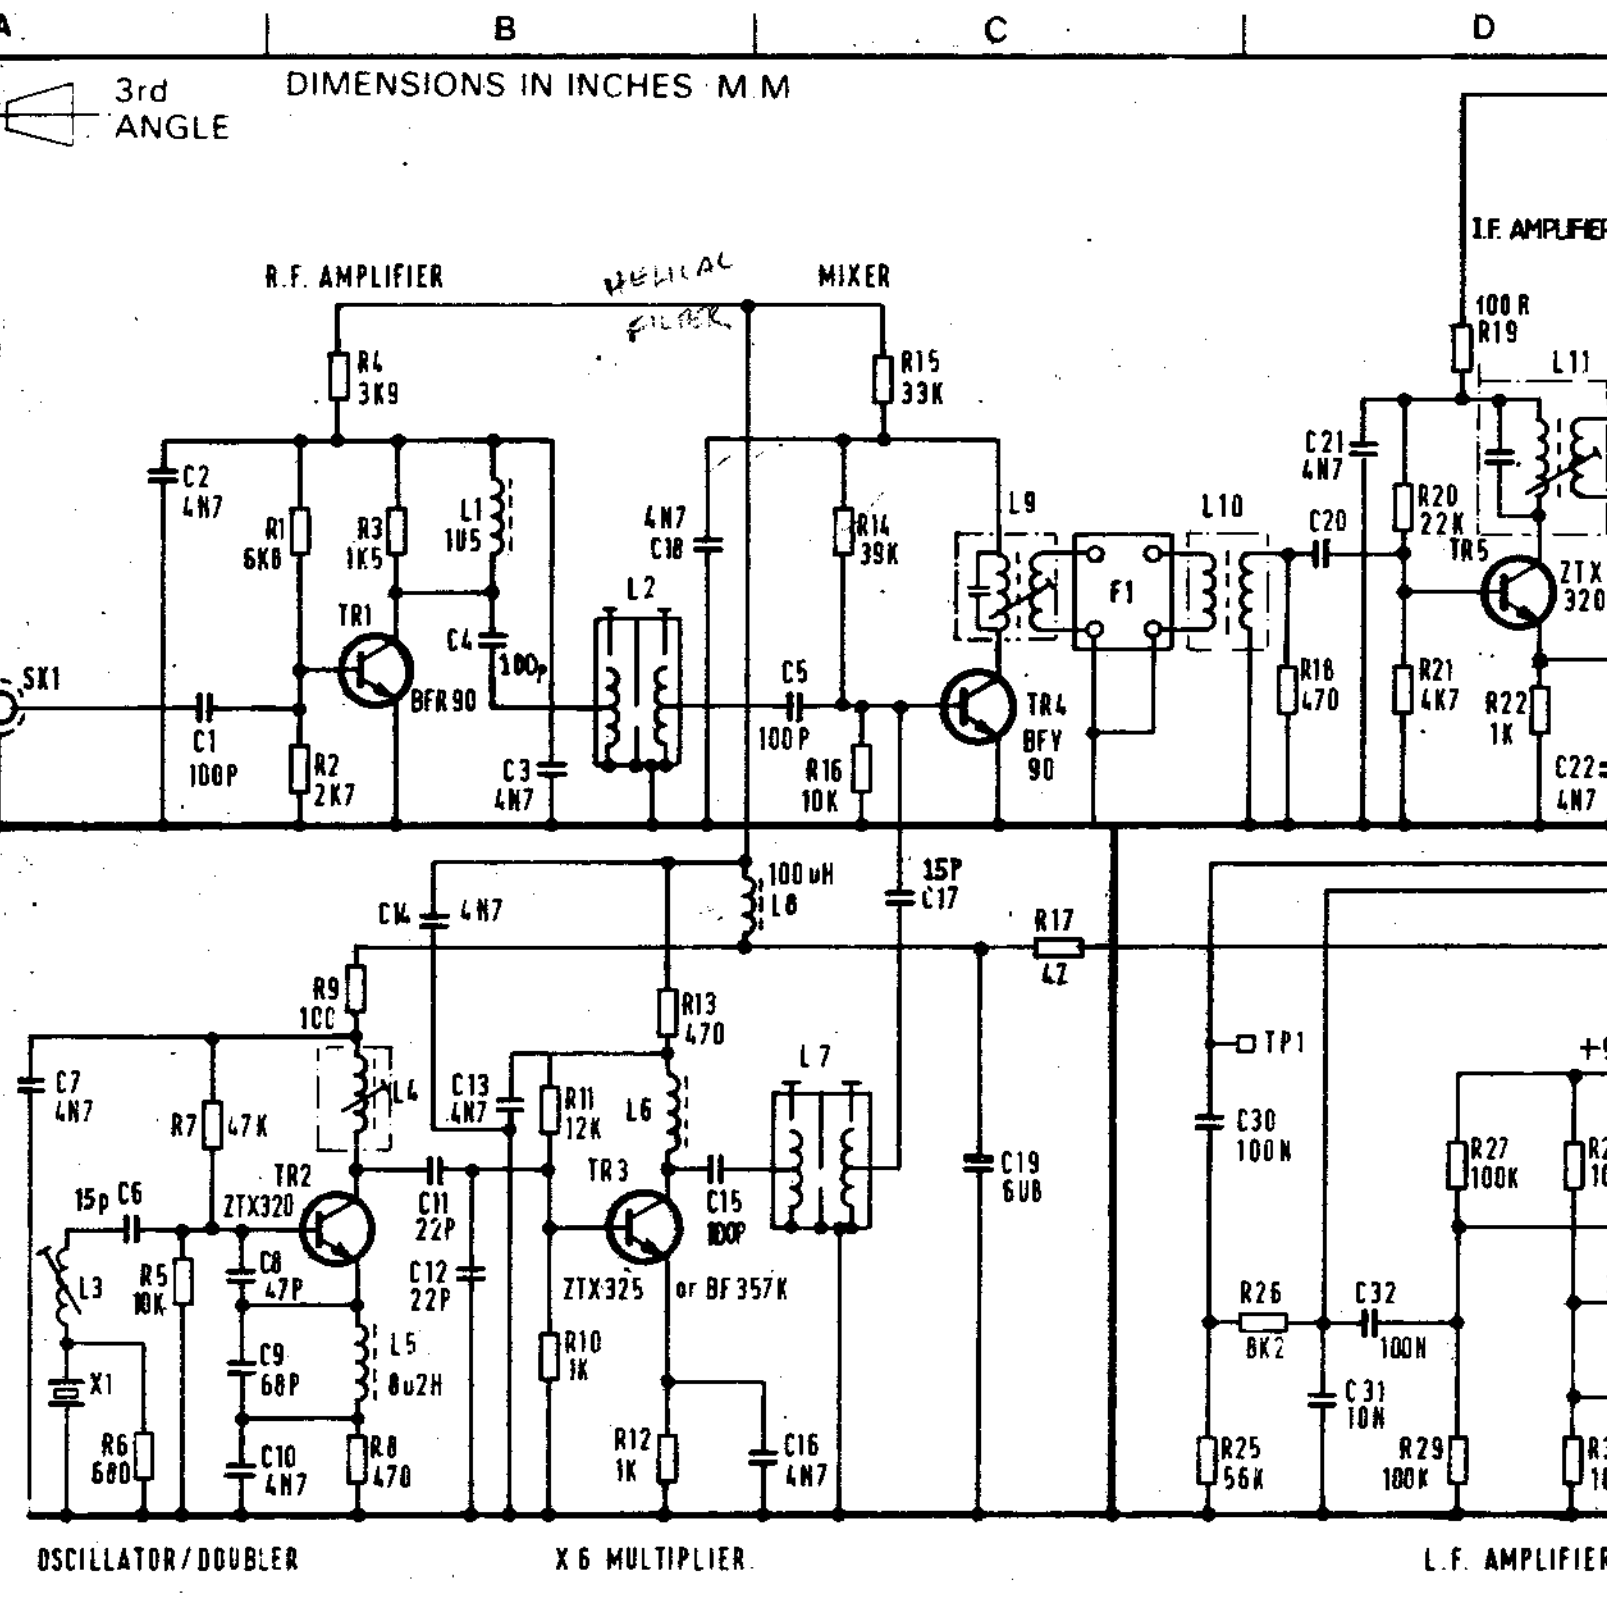 A B C D
3rd
ANGLE
DIMENSIONS IN INCHES M.M
I.F. AMPLIFIER
R.F. AMPLIFIER
HELICAL
FILTER
MIXER
100R
R19
L11
R4
3K9
R15
33K
C2
4N7
R1
6K8
R3
1K5
L1
1U5
4N7
C18
R14
39K
L9
L10
C21
4N7
R20
22K
C20
TR5
ZTX
320
F1
L2
TR1
C4
100p
BFR90
SX1
C1
100P
R2
2K7
C3
4N7
C5
100P
R16
10K
TR4
BFY
90
R18
470
R21
4K7
R22
1K
C22
4N7
100uH
L8
15P
C17
C14
4N7
R17
R9
100
R13
470
TP1
C7
4N7
R7
47K
L4
C13
4N7
R11
12K
L6
L7
C30
100N
R27
100K
C19
6U8
TR2
ZTX320
15p C6
C11
22P
TR3
C15
100P
L3
R5
10K
C8
47P
C12
22P
ZTX325 or BF357K
R26
8K2
C32
100N
C9
68P
L5
8u2H
R10
1K
X1
C31
10N
R6
680
C10
4N7
R8
470
R12
1K
C16
4N7
R25
56K
R29
100K
OSCILLATOR/DOUBLER
X 6 MULTIPLIER
L.F. AMPLIFIER